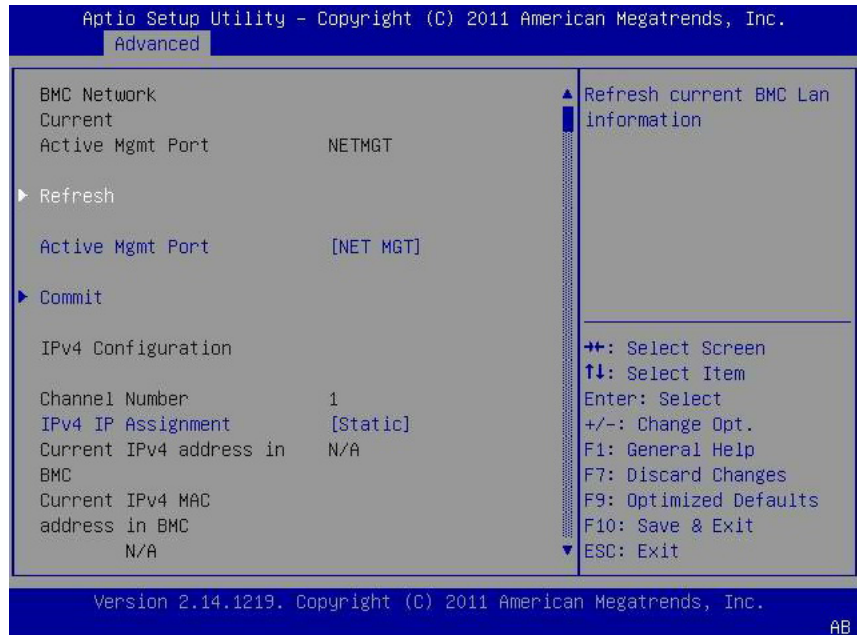 Aptio Setup Utility - Copyright (C) 2011 American Megatrends, Inc.
Advanced
BMC Network
Current
Active Mgmt Port NETMGT
Refresh
Active Mgmt Port [NET MGT]
Commit
IPv4 Configuration
Channel Number 1
IPv4 IP Assignment [Static]
Current IPv4 address in N/A
BMC
Current IPv4 MAC
address in BMC
N/A
Refresh current BMC Lan
information
→←: Select Screen
↑↓: Select Item
Enter: Select
+/-: Change Opt.
F1: General Help
F7: Discard Changes
F9: Optimized Defaults
F10: Save & Exit
ESC: Exit
Version 2.14.1219. Copyright (C) 2011 American Megatrends, Inc.
AB